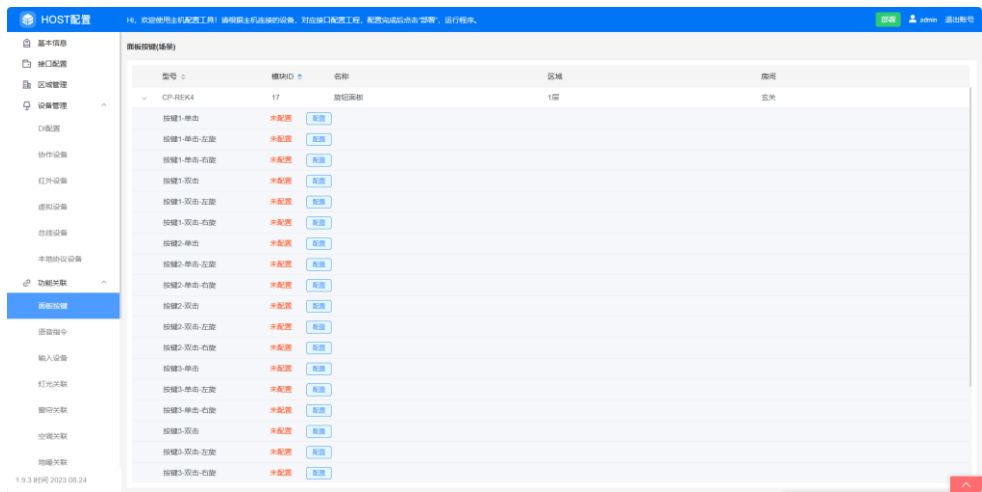 HOST配置
Hi，欢迎使用主机配置工具！请根据主机连接的设备，对应接口配置工程，配置完成后点击"部署"，运行程序。
部署 admin 退出账号
基本信息
接口配置
区域管理
设备管理
DI配置
协作设备
红外设备
虚拟设备
总线设备
本地协议设备
功能关联
面板按键
语音指令
输入设备
灯光关联
窗帘关联
空调关联
地暖关联
1.9.3 时间 2023.08.24
面板按键(场景)
型号 模块ID 名称 区域 房间
CP-REK4 17 旋钮面板 1层 玄关
按键1-单击 未配置 配置
按键1-单击-左旋 未配置 配置
按键1-单击-右旋 未配置 配置
按键1-双击 未配置 配置
按键1-双击-左旋 未配置 配置
按键1-双击-右旋 未配置 配置
按键2-单击 未配置 配置
按键2-单击-左旋 未配置 配置
按键2-单击-右旋 未配置 配置
按键2-双击 未配置 配置
按键2-双击-左旋 未配置 配置
按键2-双击-右旋 未配置 配置
按键3-单击 未配置 配置
按键3-单击-左旋 未配置 配置
按键3-单击-右旋 未配置 配置
按键3-双击 未配置 配置
按键3-双击-左旋 未配置 配置
按键3-双击-右旋 未配置 配置